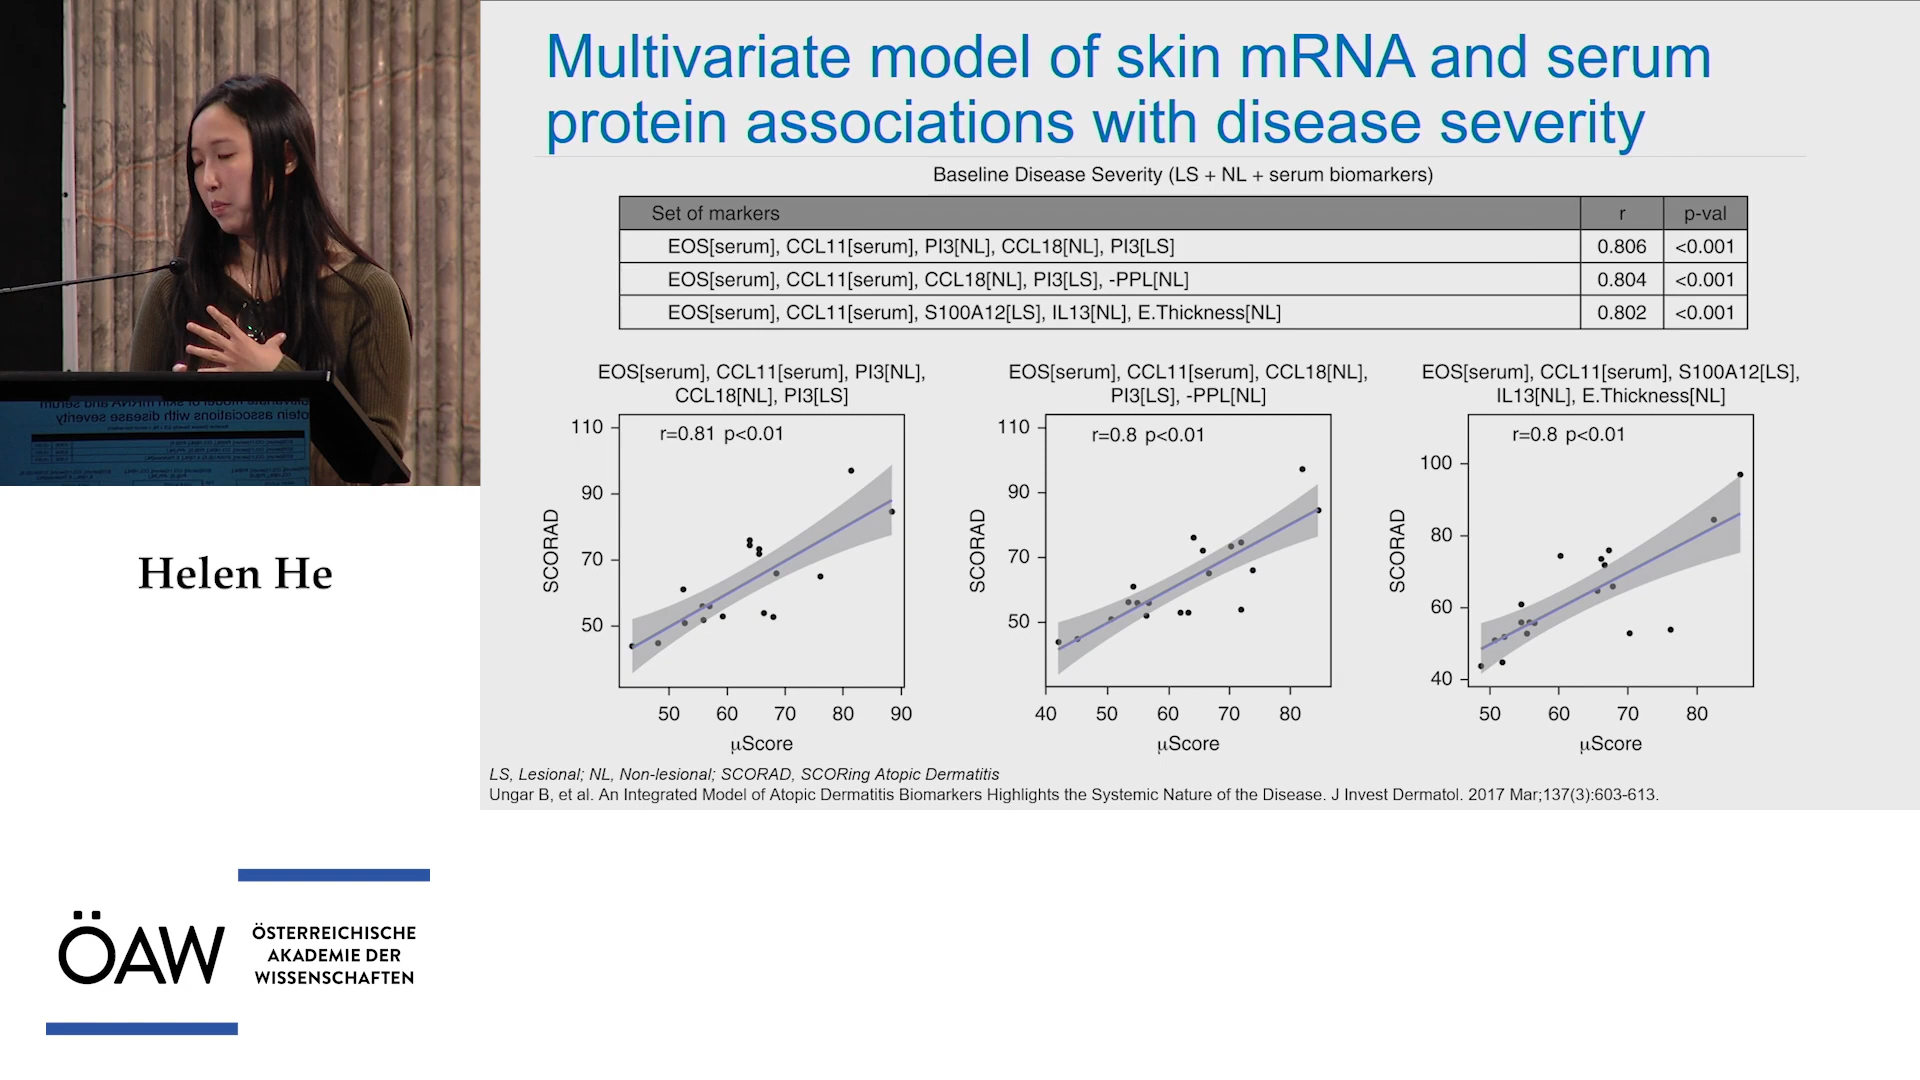 Multivariate model of skin mRNA and serum
protein associations with disease severity
Baseline Disease Severity (LS + NL + serum biomarkers)
Set of markers r p-val
EOS[serum], CCL11[serum], PI3[NL], CCL18[NL], PI3[LS] 0.806 <0.001
EOS[serum], CCL11[serum], CCL18[NL], PI3[LS], -PPL[NL] 0.804 <0.001
EOS[serum], CCL11[serum], S100A12[LS], IL13[NL], E.Thickness[NL] 0.802 <0.001
EOS[serum], CCL11[serum], PI3[NL],
CCL18[NL], PI3[LS]
r=0.81 p<0.01
110
90
70
50
SCORAD
50 60 70 80 90
μScore
EOS[serum], CCL11[serum], CCL18[NL],
PI3[LS], -PPL[NL]
r=0.8 p<0.01
110
90
70
50
SCORAD
40 50 60 70 80
μScore
EOS[serum], CCL11[serum], S100A12[LS],
IL13[NL], E.Thickness[NL]
r=0.8 p<0.01
100
80
60
40
SCORAD
50 60 70 80
μScore
LS, Lesional; NL, Non-lesional; SCORAD, SCORing Atopic Dermatitis
Ungar B, et al. An Integrated Model of Atopic Dermatitis Biomarkers Highlights the Systemic Nature of the Disease. J Invest Dermatol. 2017 Mar;137(3):603-613.
Helen He
ÖAW
ÖSTERREICHISCHE
AKADEMIE DER
WISSENSCHAFTEN